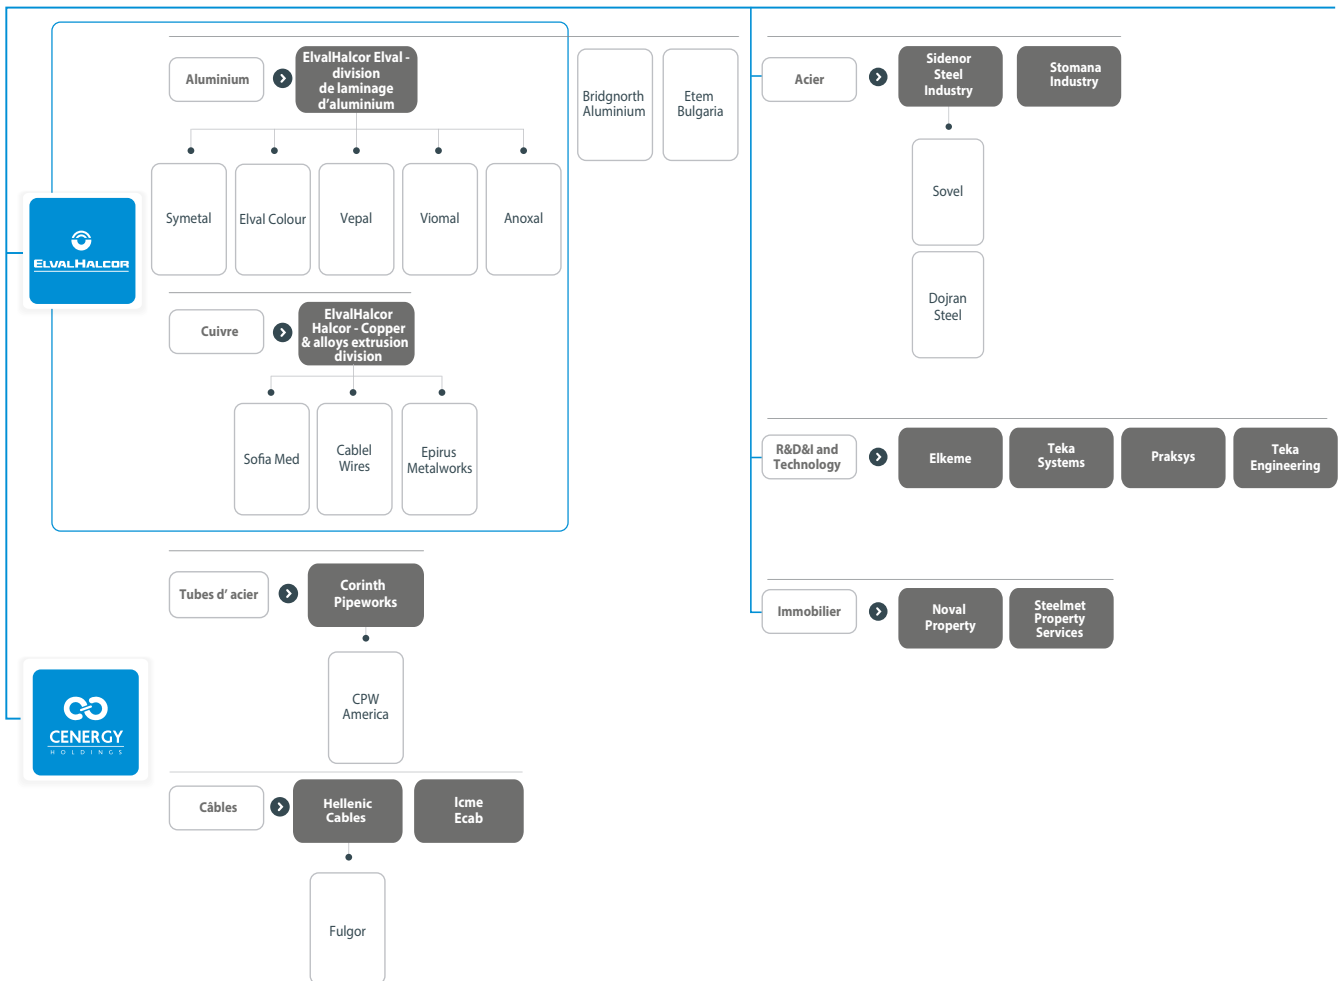 Aluminium
ElvalHalcor Elval -
division
de laminage
d'aluminium
Bridgnorth
Aluminium
Etem
Bulgaria
Symetal
Elval Colour
Vepal
Viomal
Anoxal
ELVALHALCOR
Cuivre
ElvalHalcor
Halcor - Copper
& alloys extrusion
division
Sofia Med
Cablel
Wires
Epirus
Metalworks
Tubes d' acier
Corinth
Pipeworks
CPW
America
CENERGY
HOLDINGS
Câbles
Hellenic
Cables
Icme
Ecab
Fulgor
Acier
Sidenor
Steel
Industry
Stomana
Industry
Sovel
Dojran
Steel
R&D&I and
Technology
Elkeme
Teka
Systems
Praksys
Teka
Engineering
Immobilier
Noval
Property
Steelmet
Property
Services